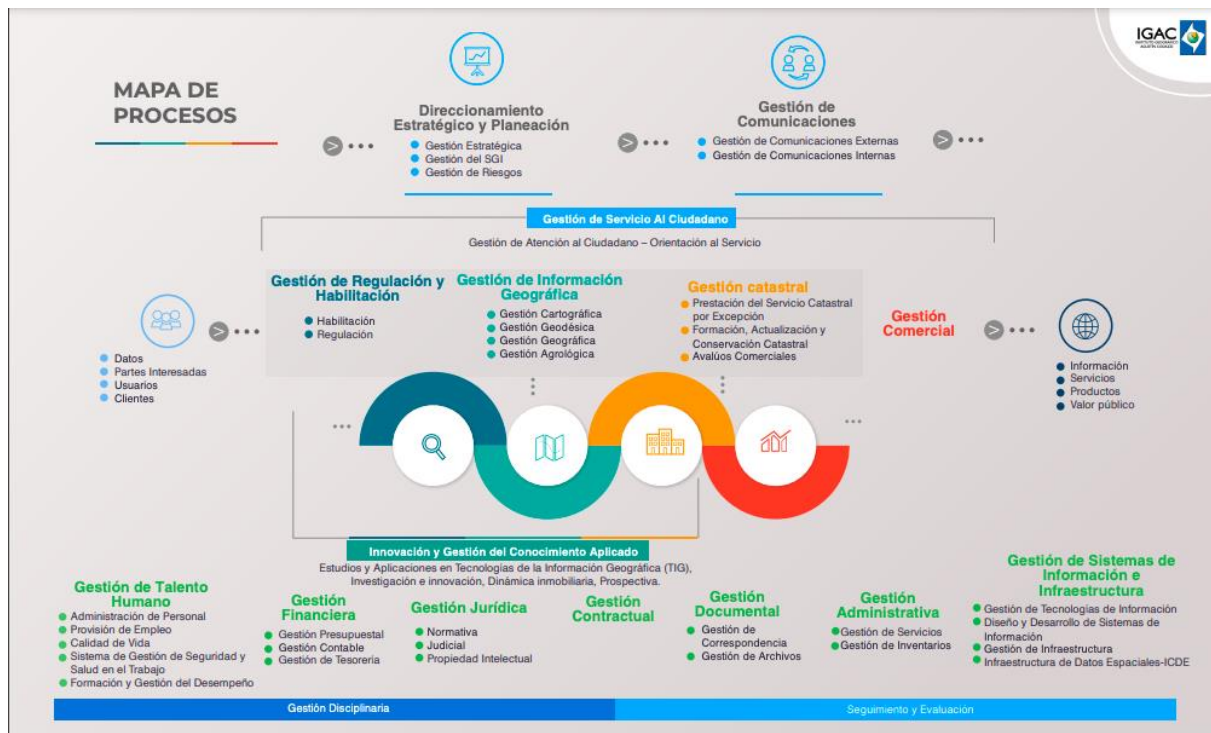 IGAC
INSTITUTO GEOGRÁFICO
AGUSTÍN CODAZZI
MAPA DE
PROCESOS
Direccionamiento
Estratégico y Planeación
Gestión Estratégica
Gestión del SGI
Gestión de Riesgos
Gestión de
Comunicaciones
Gestión de Comunicaciones Externas
Gestión de Comunicaciones Internas
Gestión de Servicio Al Ciudadano
Gestión de Atención al Ciudadano – Orientación al Servicio
Datos
Partes Interesadas
Usuarios
Clientes
Gestión de Regulación y
Habilitación
Habilitación
Regulación
Gestión de Información
Geográfica
Gestión Cartográfica
Gestión Geodésica
Gestión Geográfica
Gestión Agrológica
Gestión catastral
Prestación del Servicio Catastral
por Excepción
Formación, Actualización y
Conservación Catastral
Avalúos Comerciales
Gestión
Comercial
Información
Servicios
Productos
Valor público
Innovación y Gestión del Conocimiento Aplicado
Estudios y Aplicaciones en Tecnologías de la Información Geográfica (TIG),
Investigación e innovación, Dinámica inmobiliaria, Prospectiva.
Gestión de Talento
Humano
Administración de Personal
Provisión de Empleo
Calidad de Vida
Sistema de Gestión de Seguridad y
Salud en el Trabajo
Formación y Gestión del Desempeño
Gestión
Financiera
Gestión Presupuestal
Gestión Contable
Gestión de Tesorería
Gestión Jurídica
Normativa
Judicial
Propiedad Intelectual
Gestión
Contractual
Gestión
Documental
Gestión de
Correspondencia
Gestión de Archivos
Gestión
Administrativa
Gestión de Servicios
Gestión de Inventarios
Gestión de Sistemas de
Información e
Infraestructura
Gestión de Tecnologías de Información
Diseño y Desarrollo de Sistemas de
Información
Gestión de Infraestructura
Infraestructura de Datos Espaciales-ICDE
Gestión Disciplinaria
Seguimiento y Evaluación